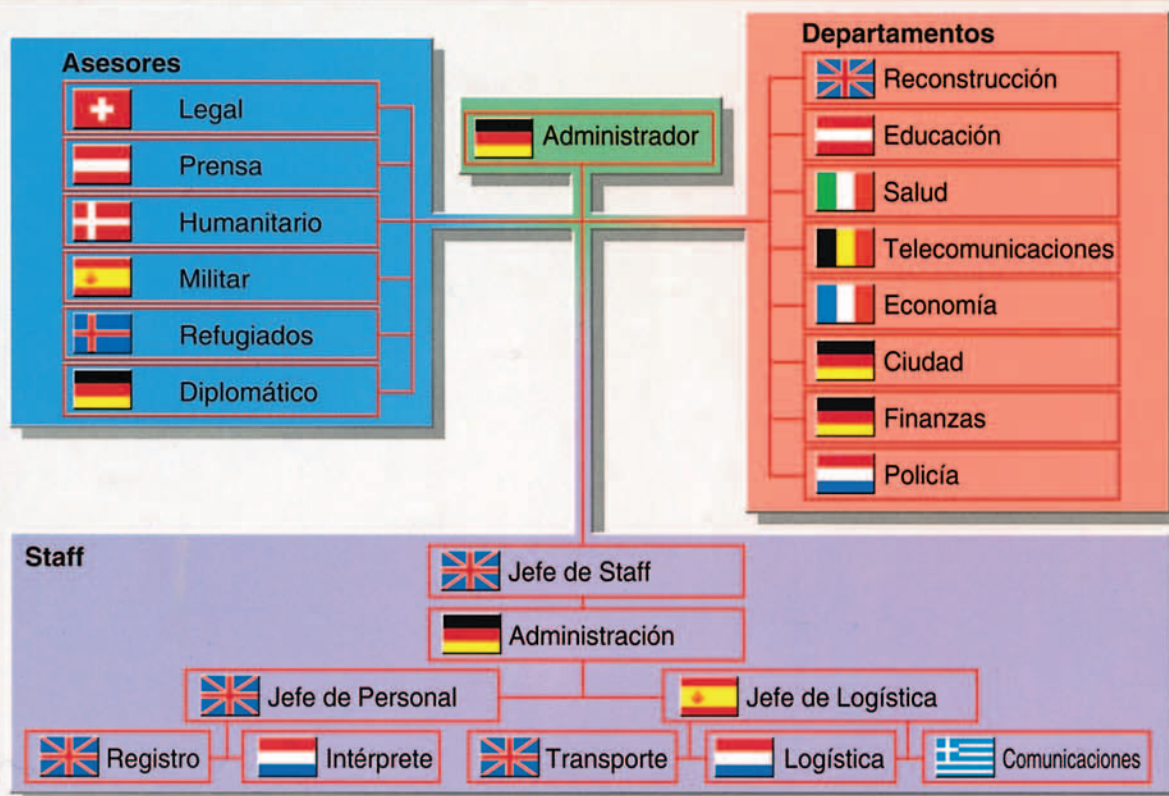 Asesores
Legal
Prensa
Humanitario
Militar
Refugiados
Diplomático
Administrador
Departamentos
Reconstrucción
Educación
Salud
Telecomunicaciones
Economía
Ciudad
Finanzas
Policía
Staff
Jefe de Staff
Administración
Jefe de Personal
Jefe de Logística
Registro
Intérprete
Transporte
Logística
Comunicaciones